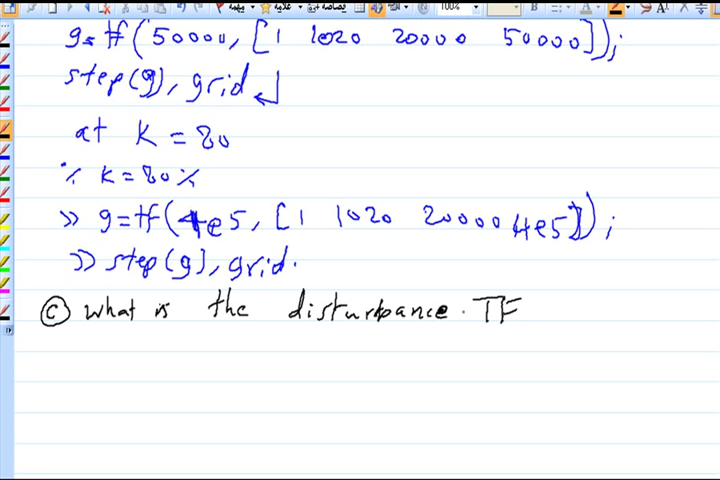 g=tf(50000, [1 1020 20000 50000]);
step(g), grid ↵
at K = 80
% K = 80 %
>> g=tf(4e5, [1 1020 20000 4e5]);
>> step(g), grid.
ⓒ what is the disturbance. TF